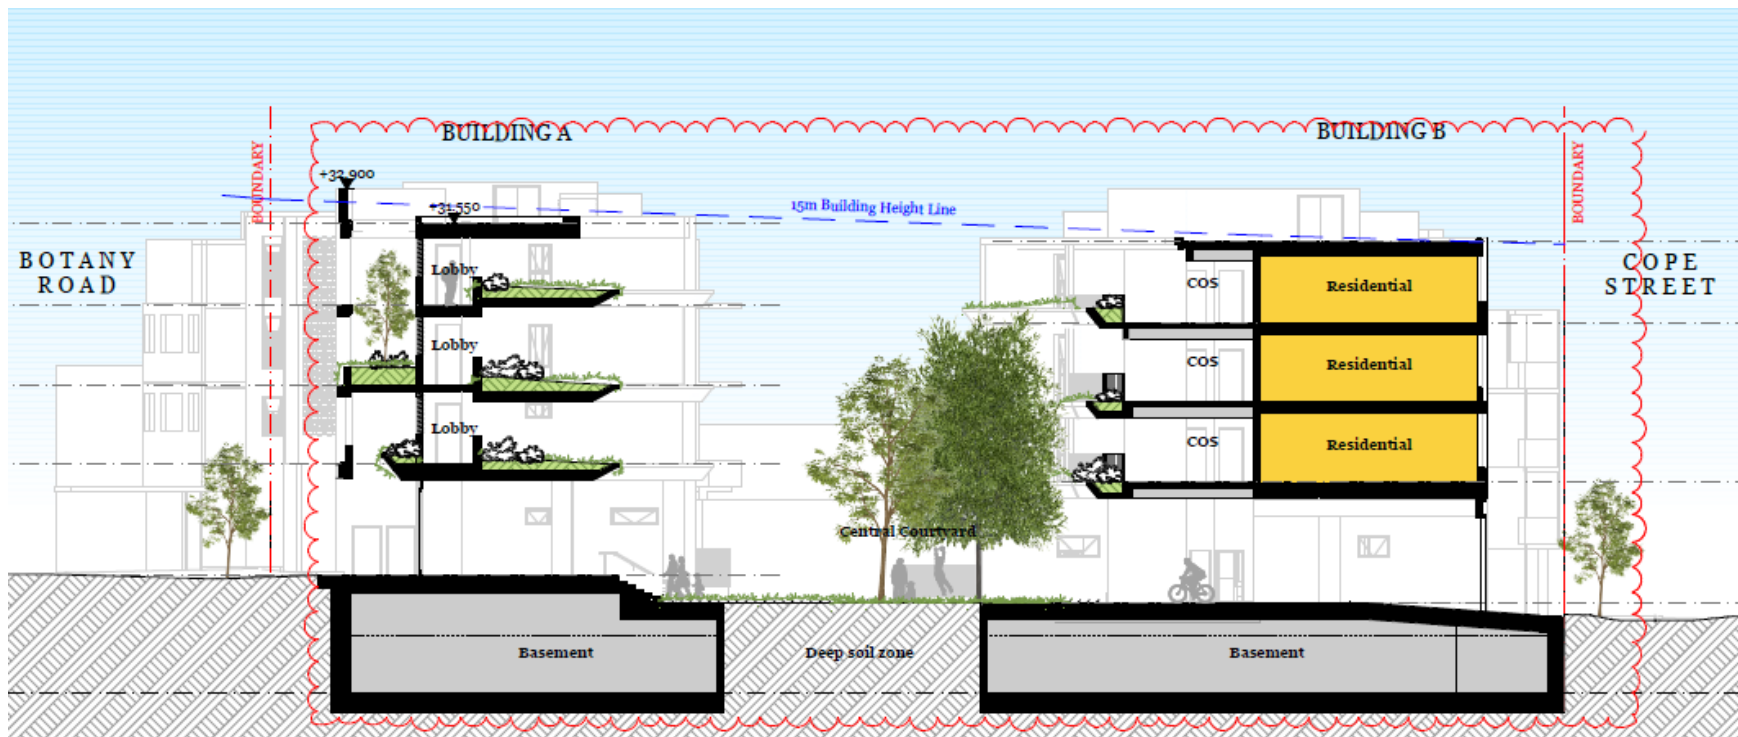 BUILDING A
BUILDING B
BOUNDARY
BOUNDARY
+32,900
+31,550
15m Building Height Line
BOTANY
ROAD
COPE
STREET
Lobby
COS
Residential
Lobby
COS
Residential
Lobby
COS
Residential
Central Courtyard
Basement
Deep soil zone
Basement